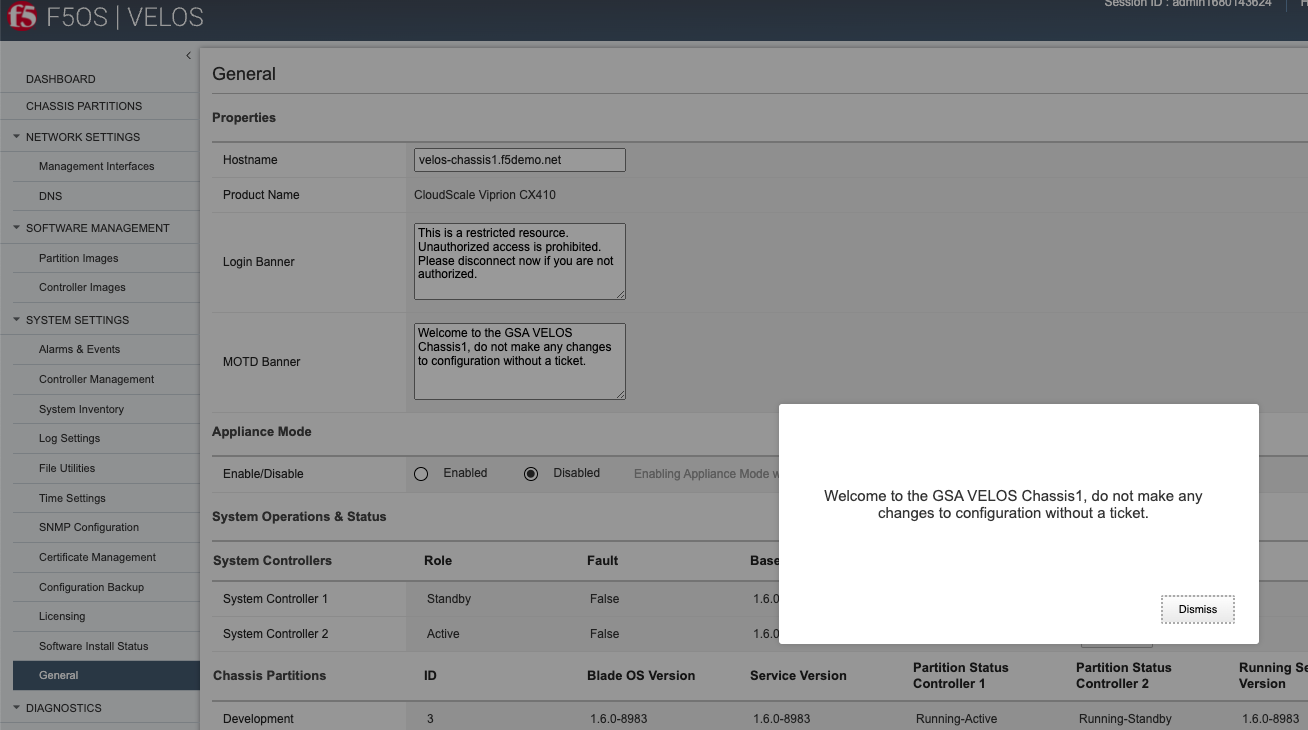 f5 F5OS | VELOS
Session ID : admin1680143624
DASHBOARD
CHASSIS PARTITIONS
NETWORK SETTINGS
Management Interfaces
DNS
SOFTWARE MANAGEMENT
Partition Images
Controller Images
SYSTEM SETTINGS
Alarms & Events
Controller Management
System Inventory
Log Settings
File Utilities
Time Settings
SNMP Configuration
Certificate Management
Configuration Backup
Licensing
Software Install Status
General
DIAGNOSTICS
General
Properties
Hostname velos-chassis1.f5demo.net
Product Name CloudScale Viprion CX410
Login Banner
This is a restricted resource.
Unauthorized access is prohibited.
Please disconnect now if you are not
authorized.
MOTD Banner
Welcome to the GSA VELOS
Chassis1, do not make any changes
to configuration without a ticket.
Appliance Mode
Enable/Disable Enabled Disabled Enabling Appliance Mode w
System Operations & Status
System Controllers Role Fault Base
System Controller 1 Standby False 1.6.0
System Controller 2 Active False 1.6.0
Chassis Partitions ID Blade OS Version Service Version Partition Status Controller 1 Partition Status Controller 2 Running Se Version
Development 3 1.6.0-8983 1.6.0-8983 Running-Active Running-Standby 1.6.0-8983
Welcome to the GSA VELOS Chassis1, do not make any
changes to configuration without a ticket.
Dismiss